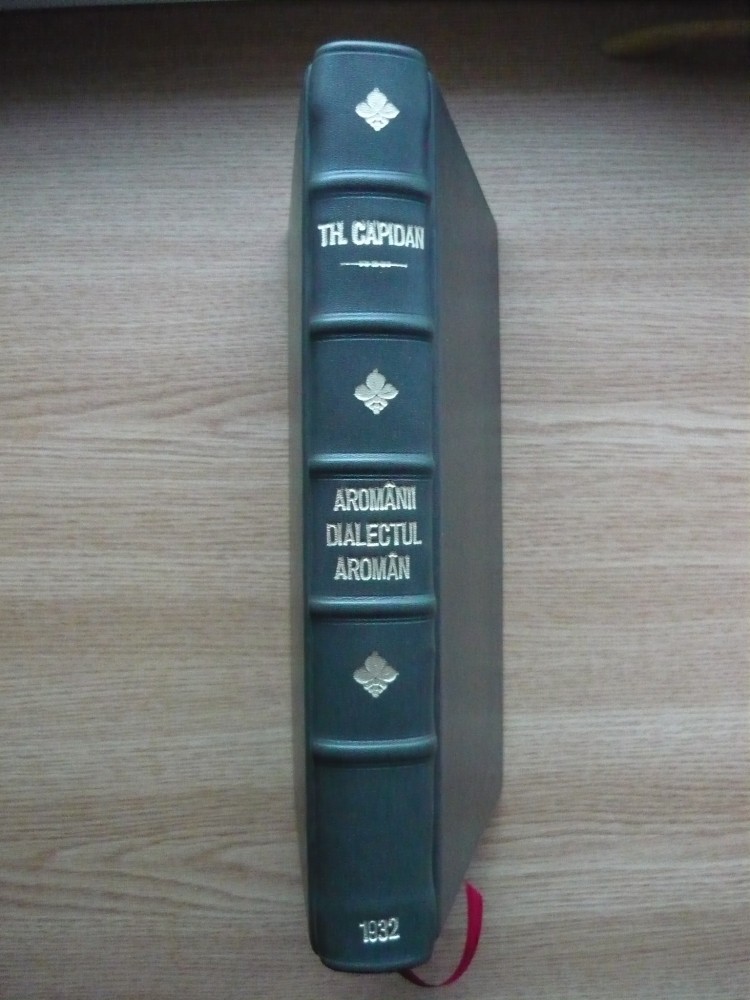 TH. CAPIDAN
AROMÂNII
DIALECTUL
AROMÂN
1932